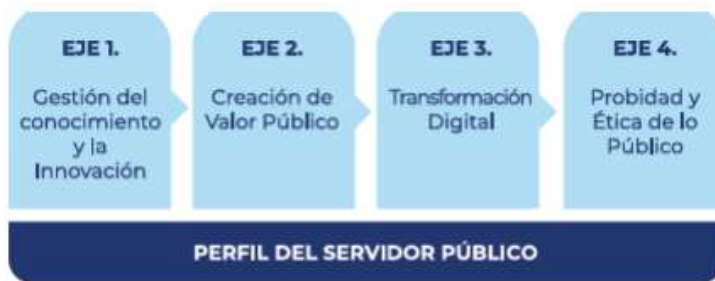 EJE 1.
Gestión del
conocimiento
y la
Innovación
EJE 2.
Creación de
Valor Público
EJE 3.
Transformación
Digital
EJE 4.
Probidad y
Ética de lo
Público
PERFIL DEL SERVIDOR PÚBLICO